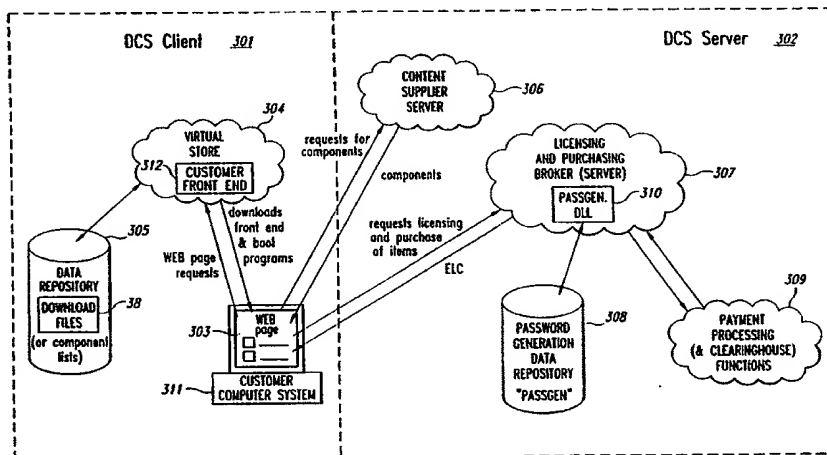 DCS Client 301
DCS Server 302
CONTENT
SUPPLIER
SERVER
306
304
VIRTUAL
STORE
312
CUSTOMER
FRONT END
requests for
components
components
LICENSING
AND PURCHASING
BROKER (SERVER)
307
PASSGEN.
DLL
310
305
downloads
front end
& boot
programs
WEB page
requests
requests licensing
and purchase
of items
ELC
DATA
REPOSITORY
DOWNLOAD
FILES
38
(or component
lists)
303
WEB
page
311
CUSTOMER
COMPUTER SYSTEM
PASSWORD
GENERATION
DATA
REPOSITORY
"PASSGEN"
308
309
PAYMENT
PROCESSING
(& CLEARINGHOUSE)
FUNCTIONS